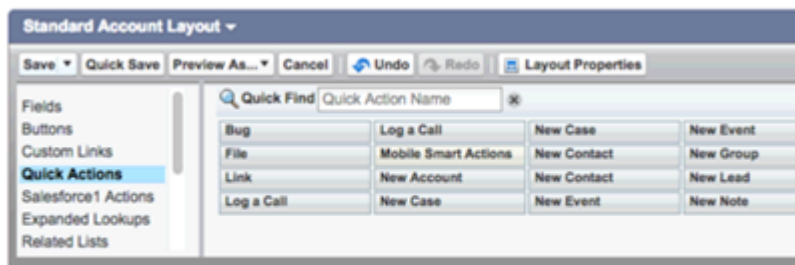 Standard Account Layout
Save Quick Save Preview As... Cancel Undo Redo Layout Properties
Fields
Buttons
Custom Links
Quick Actions
Salesforce1 Actions
Expanded Lookups
Related Lists
Quick Find Quick Action Name
Bug Log a Call New Case New Event
File Mobile Smart Actions New Contact New Group
Link New Account New Contact New Lead
Log a Call New Case New Event New Note